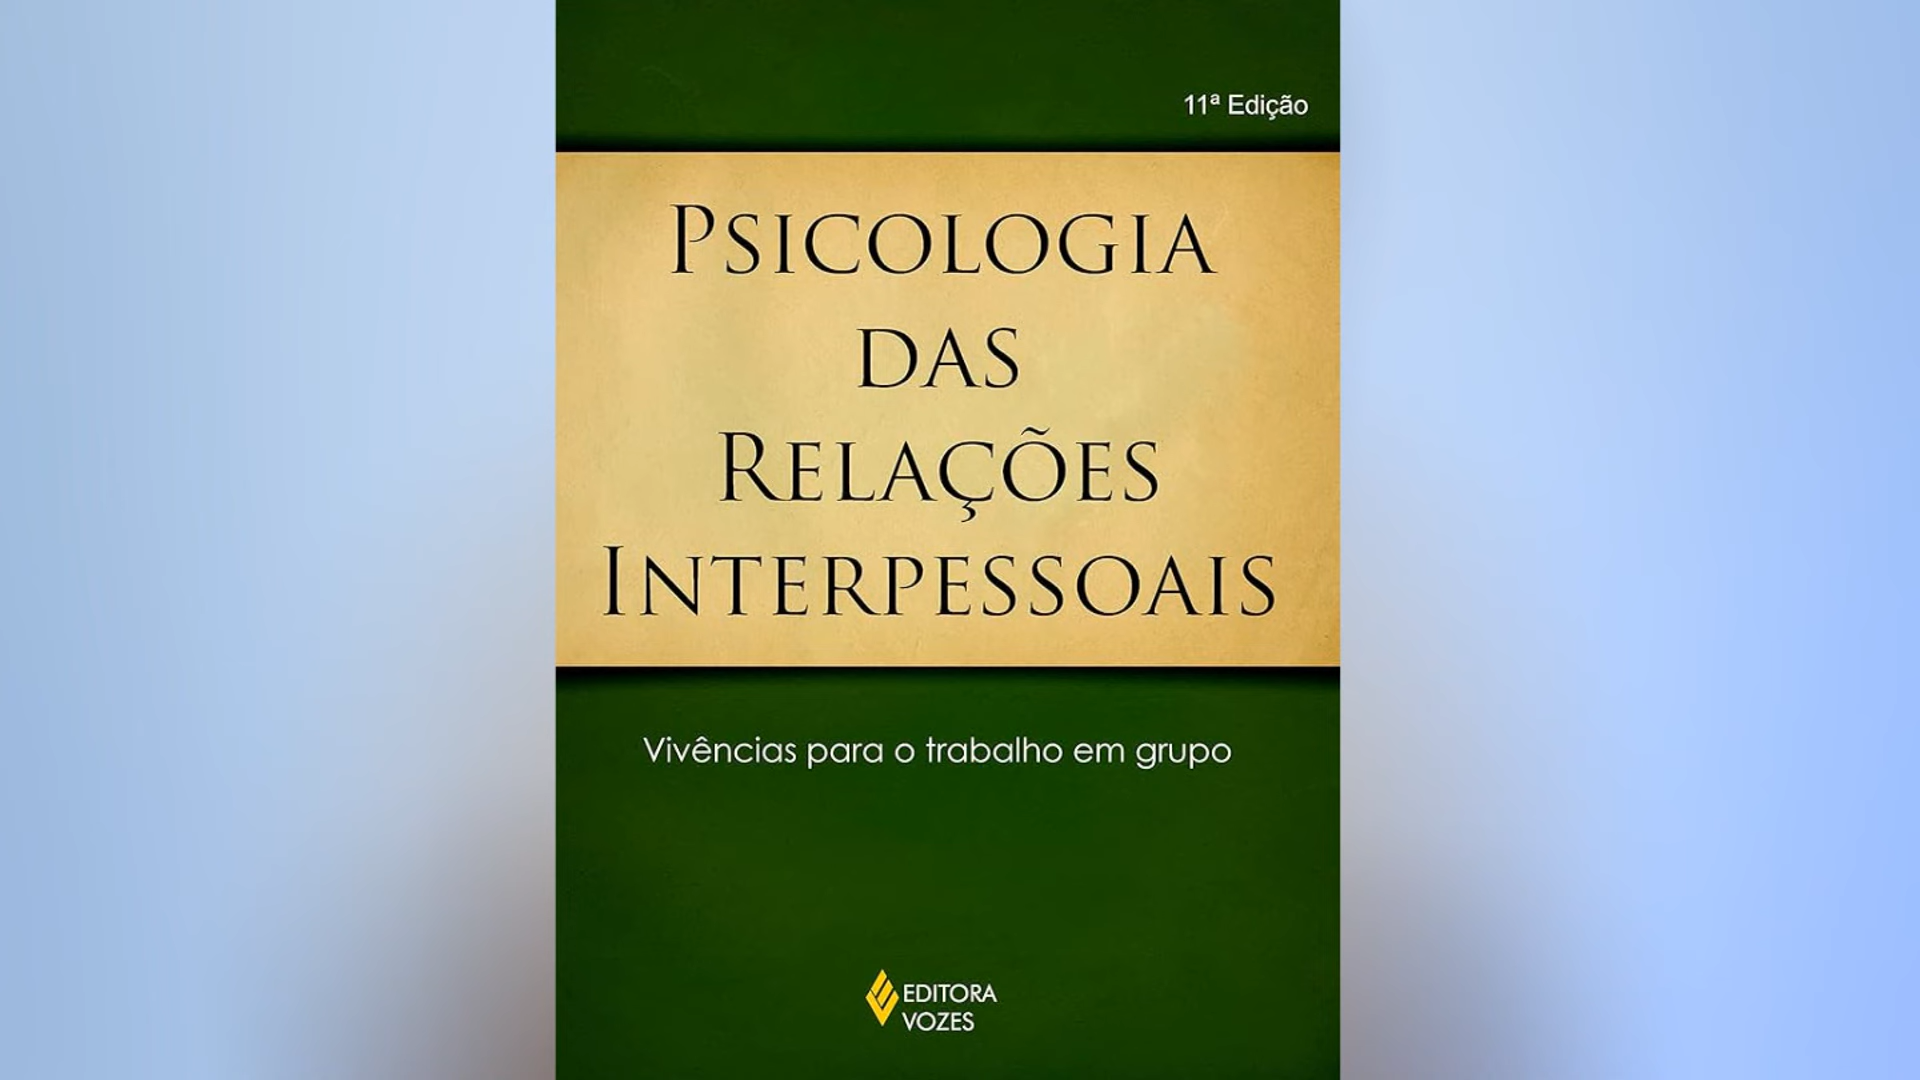 11ª Edição
Psicologia
das
Relações
Interpessoais
Vivências para o trabalho em grupo
EDITORA
VOZES